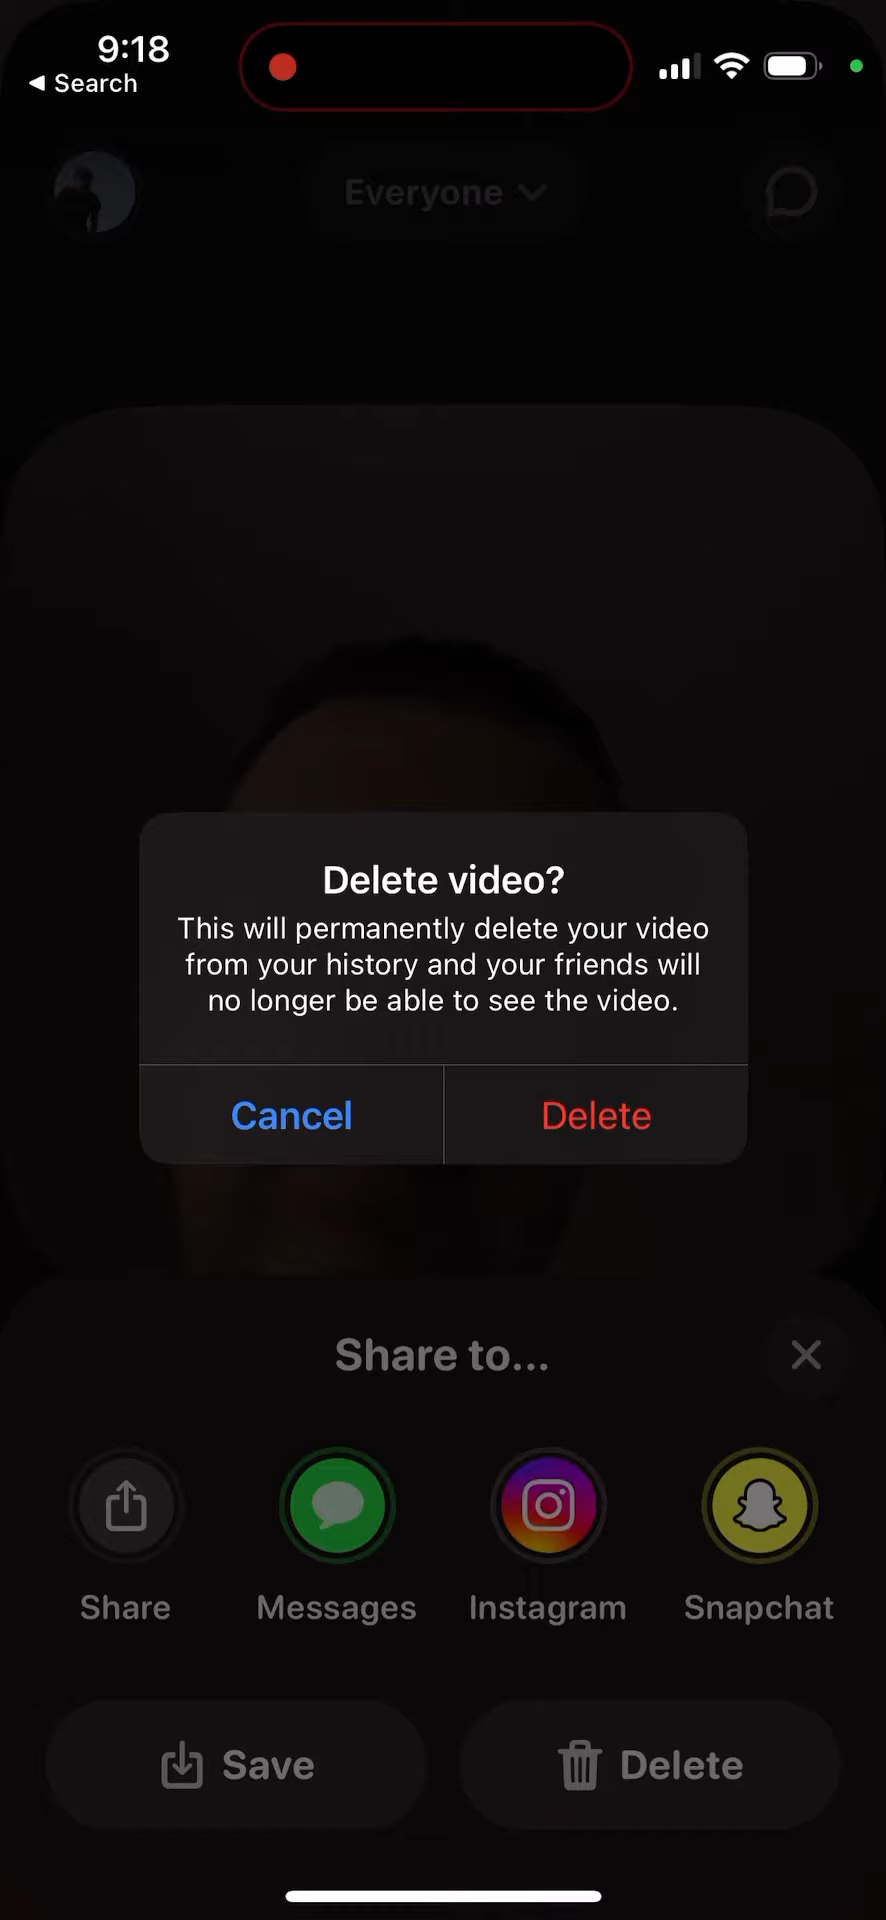 9:18
Search
Everyone
Delete video?
This will permanently delete your video
from your history and your friends will
no longer be able to see the video.
Cancel
Delete
Share to...
Share
Messages
Instagram
Snapchat
Save
Delete